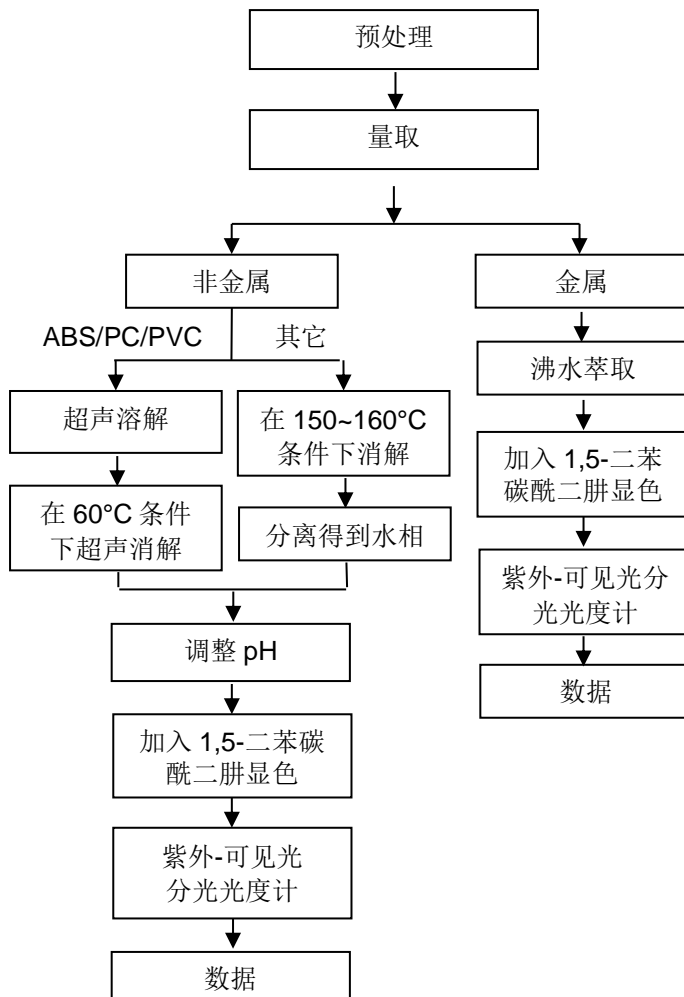 预处理
量取
非金属
金属
ABS/PC/PVC
其它
沸水萃取
超声溶解
在 150~160°C
条件下消解
加入 1,5-二苯
碳酰二肼显色
在 60°C 条件
下超声消解
分离得到水相
紫外-可见光分
光光度计
调整 pH
数据
加入 1,5-二苯碳
酰二肼显色
紫外-可见光
分光光度计
数据